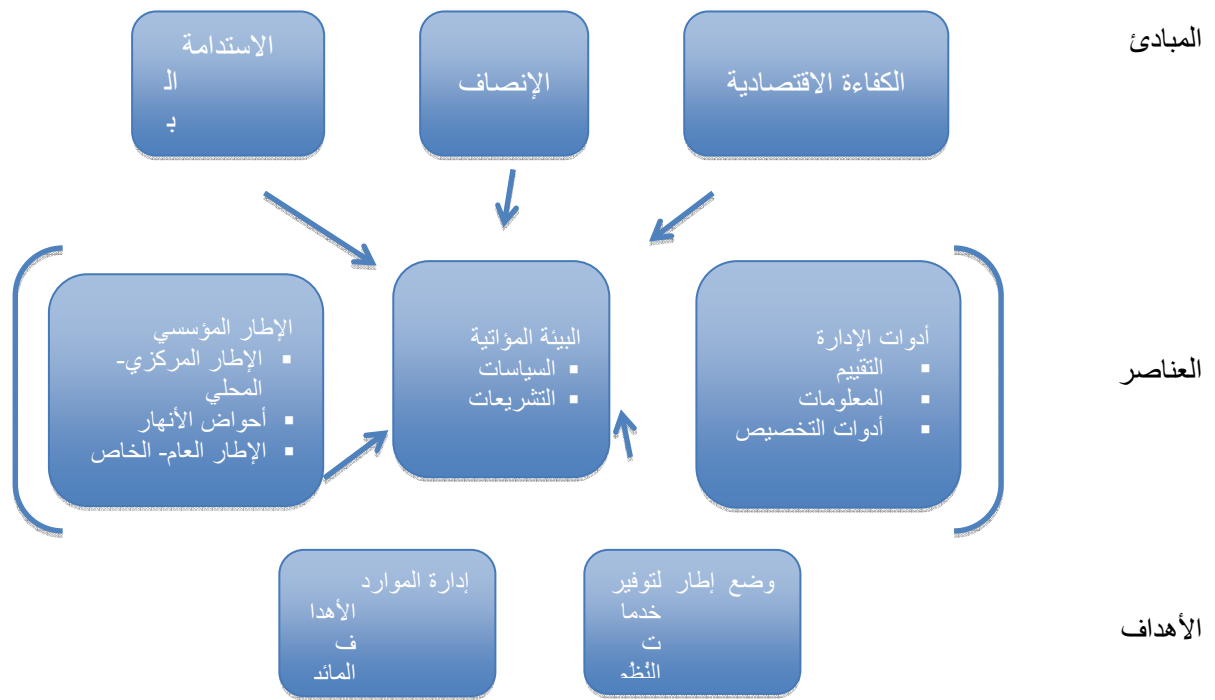 المبادئ
الكفاءة الاقتصادية
الإنصاف
الاستدامة
الـ
بـ
العناصر
أدوات الإدارة
▪ التقييم
▪ المعلومات
▪ أدوات التخصيص
البيئة المؤاتية
▪ السياسات
▪ التشريعات
الإطار المؤسسي
▪ الإطار المركزي-
المحلي
▪ أحواض الأنهار
▪ الإطار العام- الخاص
الأهداف
وضع إطار لتوفير
خدما
ت
النُظم
إدارة الموارد
الأهدا
ف
المائد